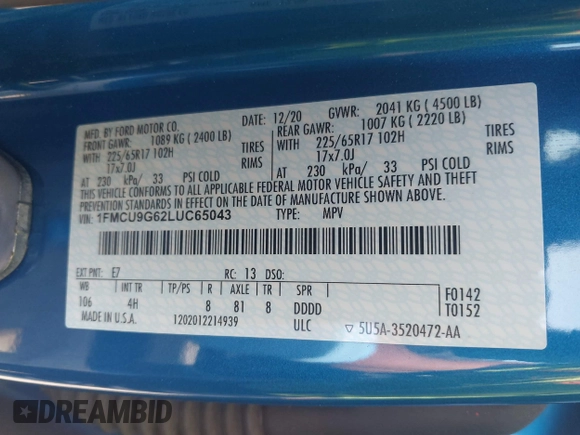 MFD. BY FORD MOTOR CO.
12/20 GVWR: 2041 KG ( 4500 LB)
FRONT GAWR: 1089 KG ( 2400 LB)
REAR GAWR: 1007 KG ( 2220 LB)
WITH 225/65R17 102H TIRES
225/65R17 102H TIRES
17x7.0J RIMS
WITH 17x7.0J RIMS
AT 230 kPa/ 33 PSI COLD
AT 230 kPa/ 33 PSI COLD
THIS VEHICLE CONFORMS TO ALL APPLICABLE FEDERAL MOTOR VEHICLE SAFETY AND THEFT
PREVENTION STANDARDS IN EFFECT ON THE DATE OF MANUFACTURE SHOWN ABOVE.
VIN: 1FMCU9G62LUC65043 TYPE: MPV
EXT PNT: E7 RC: 13 DSO:
WB INT TR TP/PS R AXLE TR SPR
106 4H 8 81 8 DDDD
F0142
T0152
MADE IN U.S.A. 1202012214939 ULC ▽ 5U5A-3520472-AA
DREAMBID